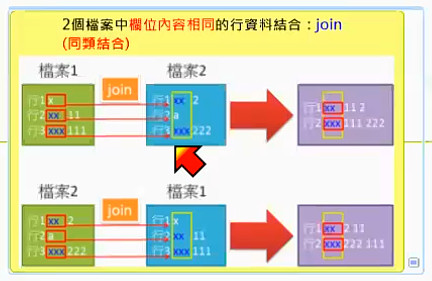 2個檔案中欄位內容相同的行資料結合：join
(同類結合)
檔案1 join 檔案2
行1 x 行1 xx 2 行1 xx 11 2
行2 xx 11 行2 a 行2 xxx 111 222
行3 xxx 111 行3 xxx 222
檔案2 join 檔案1
行1 xx 2 行1 x 行1 xx 2 11
行2 a 行2 xx 11 行2 xxx 222 111
行3 xxx 222 行3 xxx 111